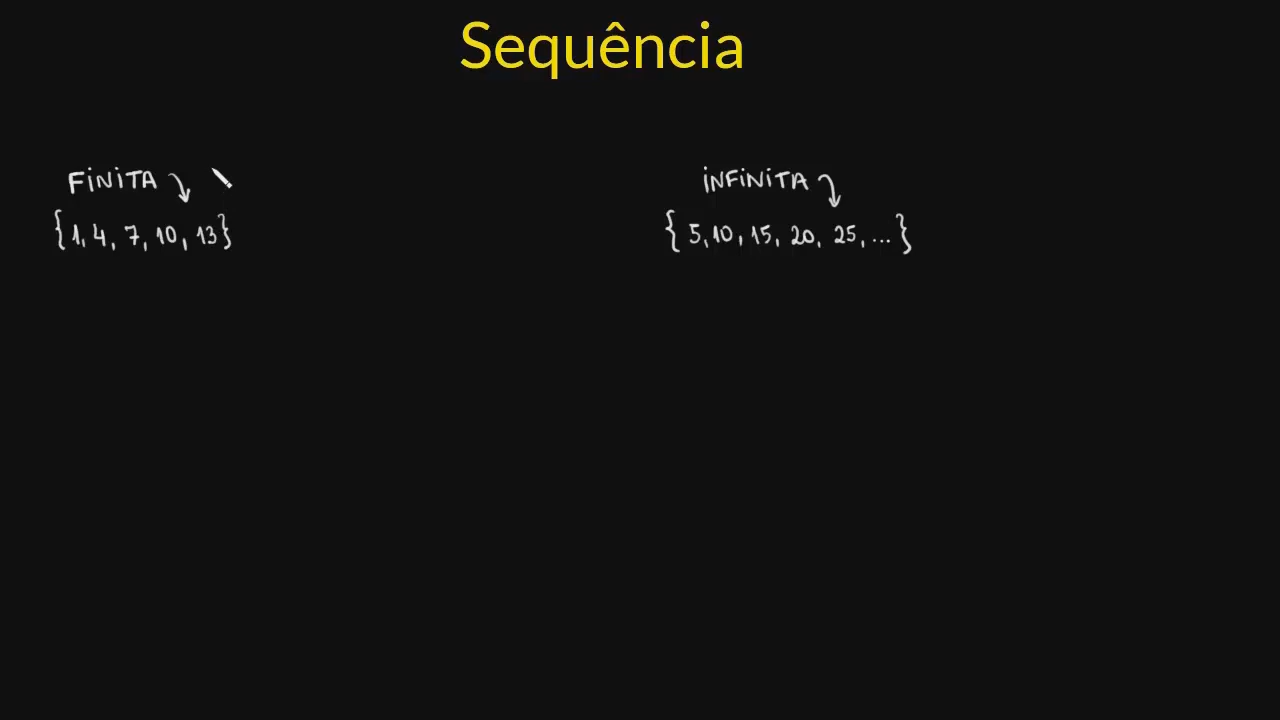 Sequência
FiNiTA
{1, 4, 7, 10, 13}
iNFiNiTA
{5, 10, 15, 20, 25, ...}